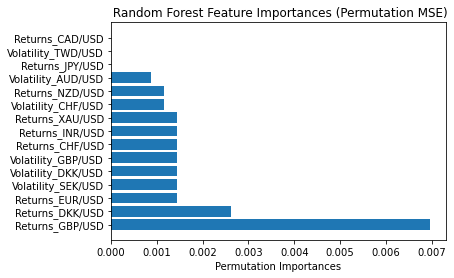 Random Forest Feature Importances (Permutation MSE)
Returns_CAD/USD
Volatility_TWD/USD
Returns_JPY/USD
Volatility_AUD/USD
Returns_NZD/USD
Volatility_CHF/USD
Returns_XAU/USD
Returns_INR/USD
Returns_CHF/USD
Volatility_GBP/USD
Volatility_DKK/USD
Volatility_SEK/USD
Returns_EUR/USD
Returns_DKK/USD
Returns_GBP/USD
0.000 0.001 0.002 0.003 0.004 0.005 0.006 0.007
Permutation Importances